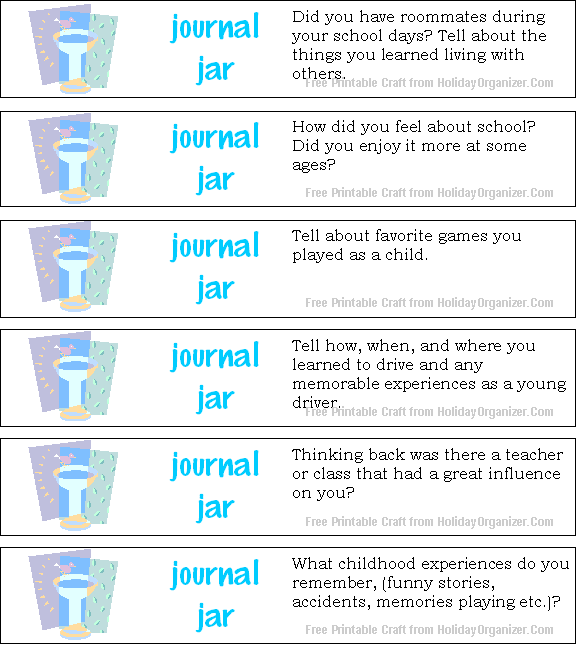 journal
jar
Did you have roommates during
your school days? Tell about the
things you learned living with
others.
Free Printable Craft from HolidayOrganizer.Com
journal
jar
How did you feel about school?
Did you enjoy it more at some
ages?
Free Printable Craft from HolidayOrganizer.Com
journal
jar
Tell about favorite games you
played as a child.
Free Printable Craft from HolidayOrganizer.Com
journal
jar
Tell how, when, and where you
learned to drive and any
memorable experiences as a young
driver..
Free Printable Craft from HolidayOrganizer.Com
journal
jar
Thinking back was there a teacher
or class that had a great influence
on you?
Free Printable Craft from HolidayOrganizer.Com
journal
jar
What childhood experiences do you
remember, (funny stories,
accidents, memories playing etc.)?
Free Printable Craft from HolidayOrganizer.Com